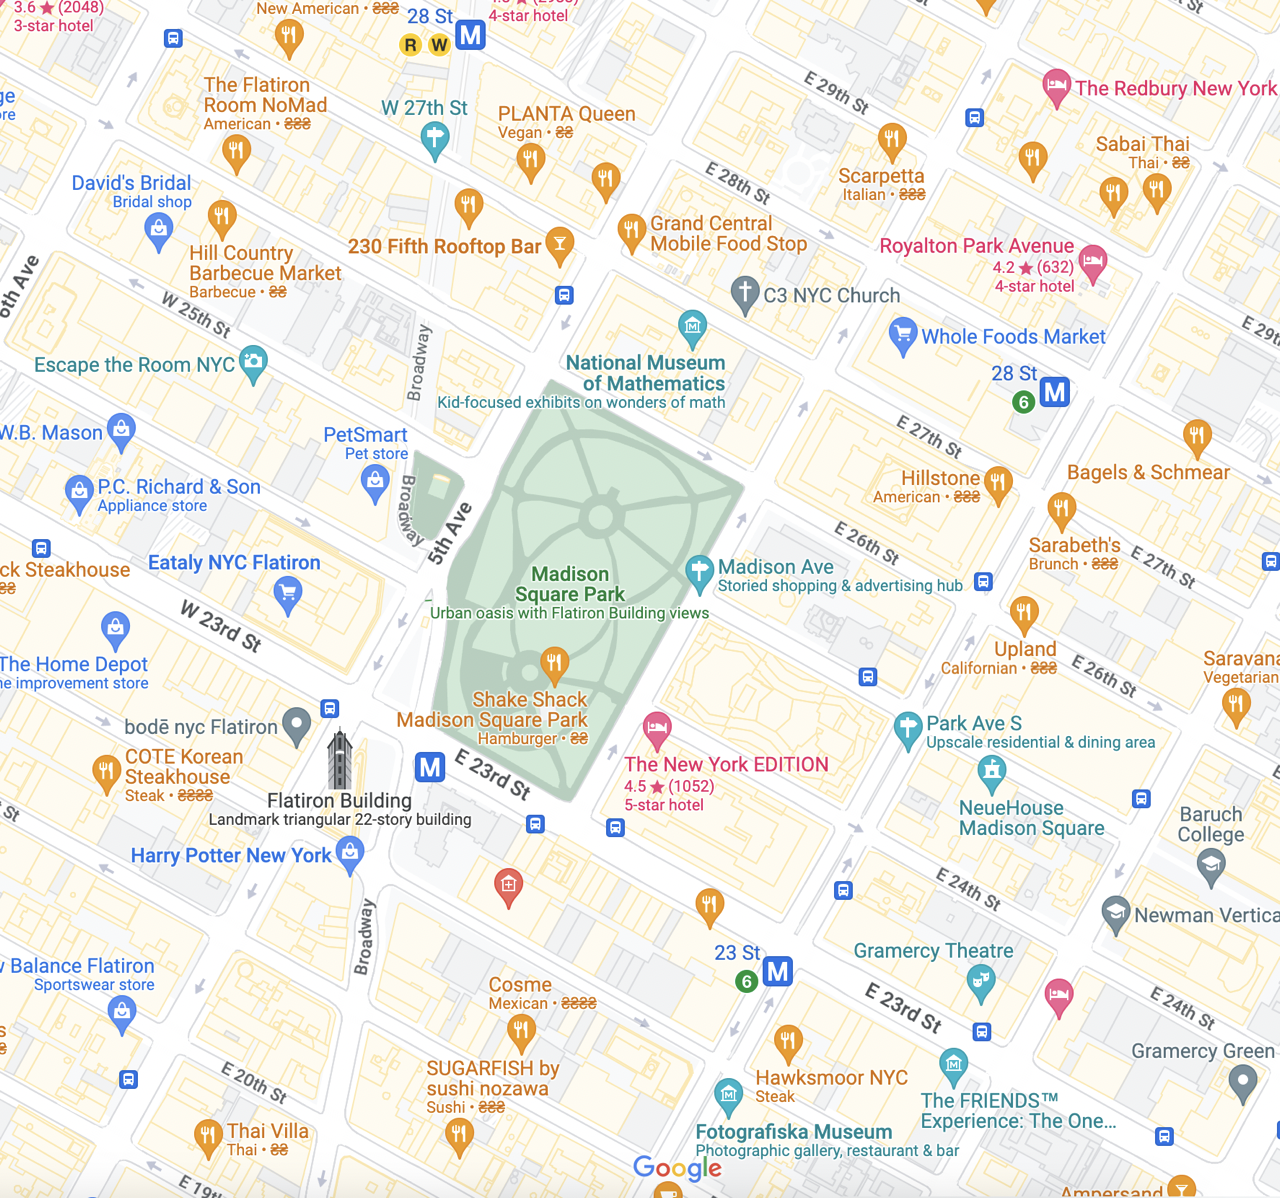 3.6 ★ (2048)
3-star hotel
New American • $$$
28 St
M
R W
4-star hotel
The Flatiron
Room NoMad
American • $$$
W 27th St
PLANTA Queen
Vegan • $$
E 29th St
The Redbury New York
Sabai Thai
Thai • $$
Scarpetta
Italian • $$$
E 28th St
David's Bridal
Bridal shop
Hill Country
Barbecue Market
Barbecue • $$
230 Fifth Rooftop Bar
Grand Central
Mobile Food Stop
Royalton Park Avenue
4.2 ★ (632)
4-star hotel
6th Ave
W 25th St
C3 NYC Church
Whole Foods Market
E 29th
Escape the Room NYC
Broadway
National Museum
of Mathematics
Kid-focused exhibits on wonders of math
28 St
M
6
W.B. Mason
PetSmart
Pet store
E 27th St
Bagels & Schmear
P.C. Richard & Son
Appliance store
Broadway
5th Ave
Hillstone
American • $$$
E 26th St
Sarabeth's
Brunch • $$$
E 27th St
ck Steakhouse
$$
Eataly NYC Flatiron
Madison
Square Park
Urban oasis with Flatiron Building views
Madison Ave
Storied shopping & advertising hub
W 23rd St
The Home Depot
me improvement store
Upland
Californian • $$$
E 26th St
Saravana
Vegetarian
Shake Shack
Madison Square Park
Hamburger • $$
bodē nyc Flatiron
COTE Korean
Steakhouse
Steak • $$$$
M
E 23rd St
The New York EDITION
4.5 ★ (1052)
5-star hotel
Park Ave S
Upscale residential & dining area
NeueHouse
Madison Square
Flatiron Building
Landmark triangular 22-story building
Baruch
College
Harry Potter New York
E 24th St
Newman Vertica
Broadway
23 St
M
6
Gramercy Theatre
w Balance Flatiron
Sportswear store
Cosme
Mexican • $$$$
E 23rd St
E 24th St
Gramercy Green
E 20th St
SUGARFISH by
sushi nozawa
Sushi • $$$
Hawksmoor NYC
Steak
The FRIENDS™
Experience: The One...
Thai Villa
Thai • $$
Fotografiska Museum
Photographic gallery, restaurant & bar
Google
E 19th
Ampersand